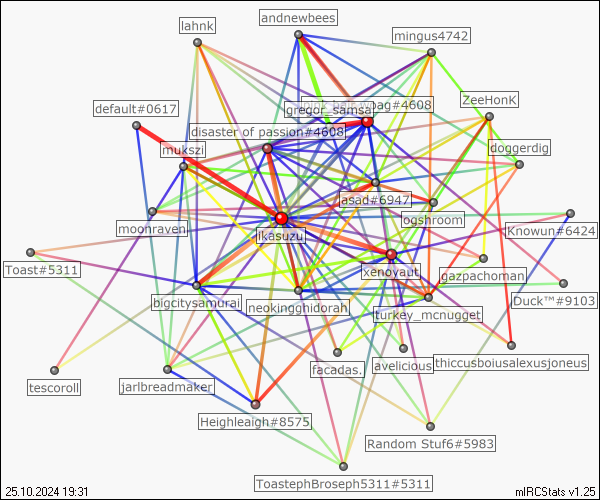 andnewbees
lahnk
mingus4742
ZeeHonK
default#0617
gregor_samsa
disaster of passion#4608
mukszi
doggerdig
asad#6947
ogshroom
moonraven
ikasuzu
Knowun#6424
Toast#5311
xenoyaut
gazpachoman
bigcitysamurai
neokingghidorah
Duck™#9103
turkey_mcnugget
facadas.
avelicious
thiccusboiusalexusjoneus
tescoroll
jarlbreadmaker
Heighleaigh#8575
Random Stuf6#5983
ToastephBroseph5311#5311
25.10.2024 19:31
mIRCStats v1.25